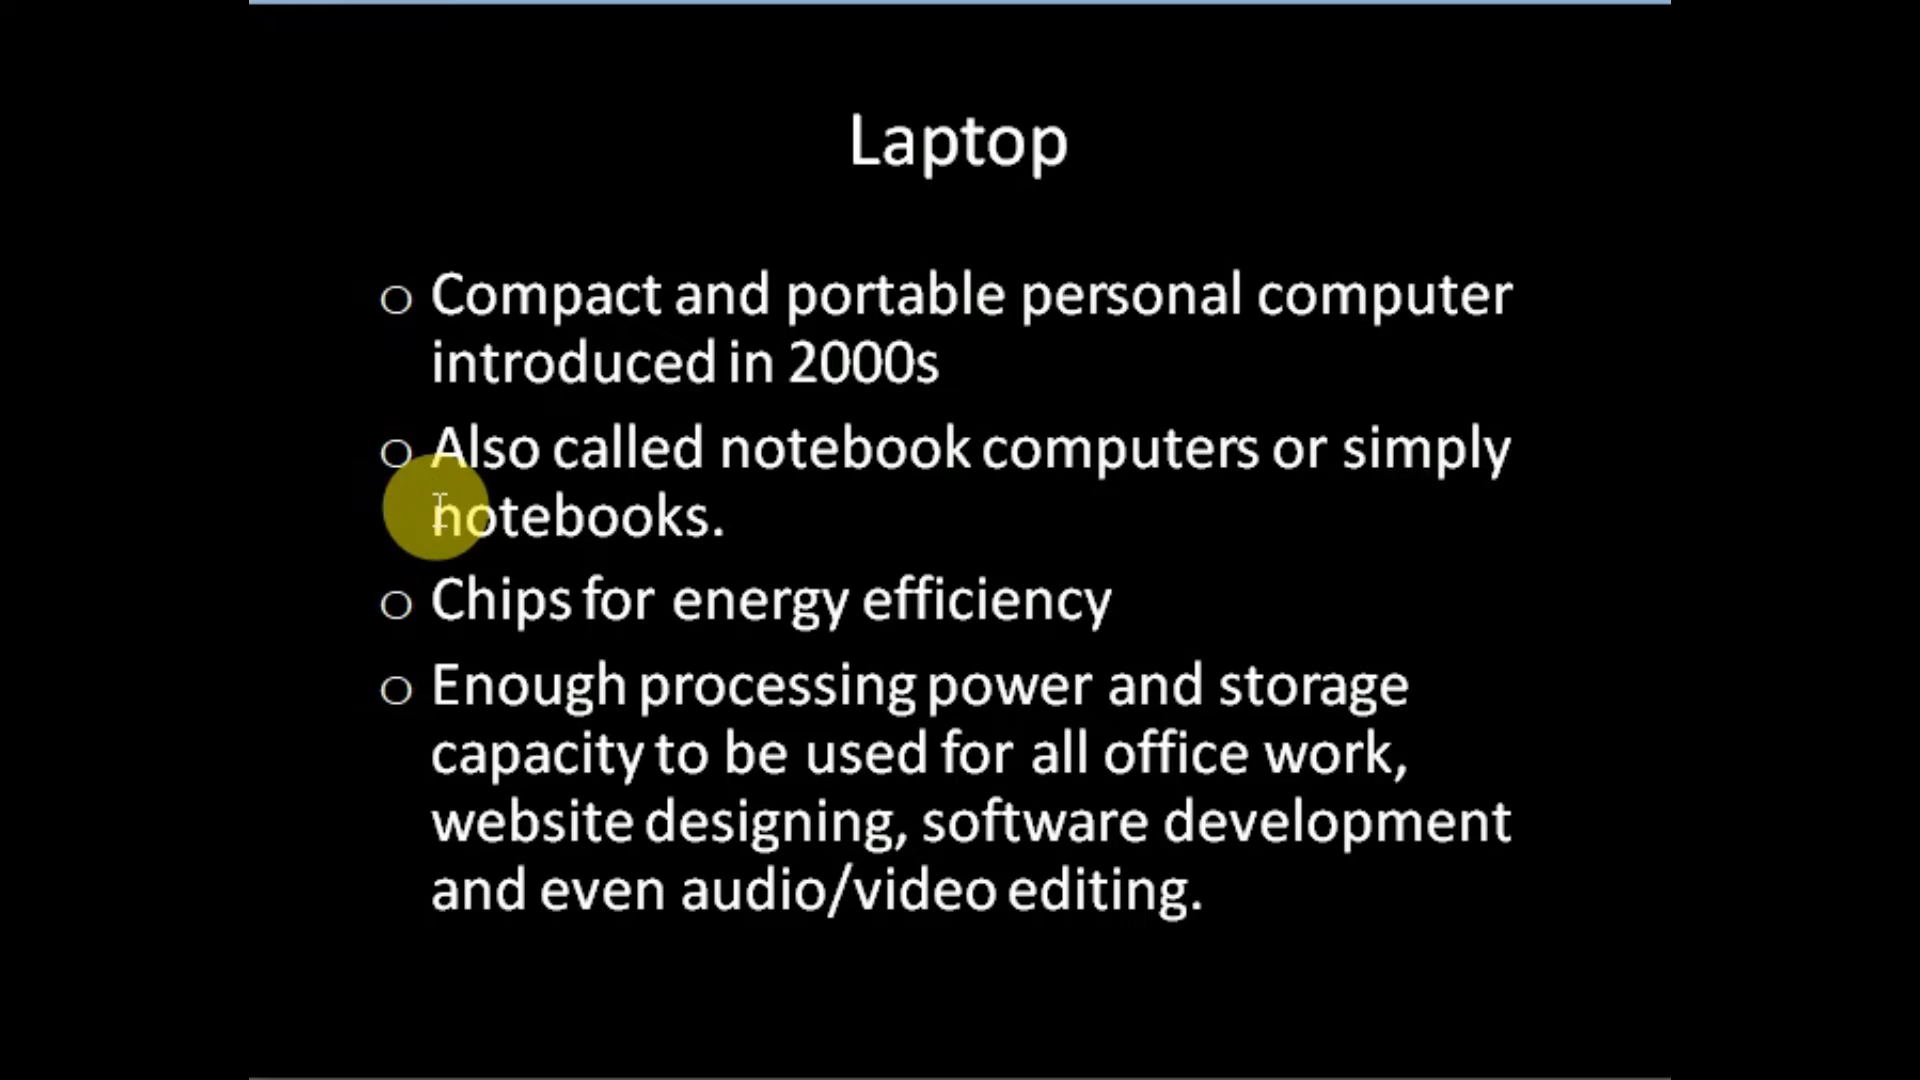 Laptop
o Compact and portable personal computer
introduced in 2000s
o Also called notebook computers or simply
notebooks.
o Chips for energy efficiency
o Enough processing power and storage
capacity to be used for all office work,
website designing, software development
and even audio/video editing.